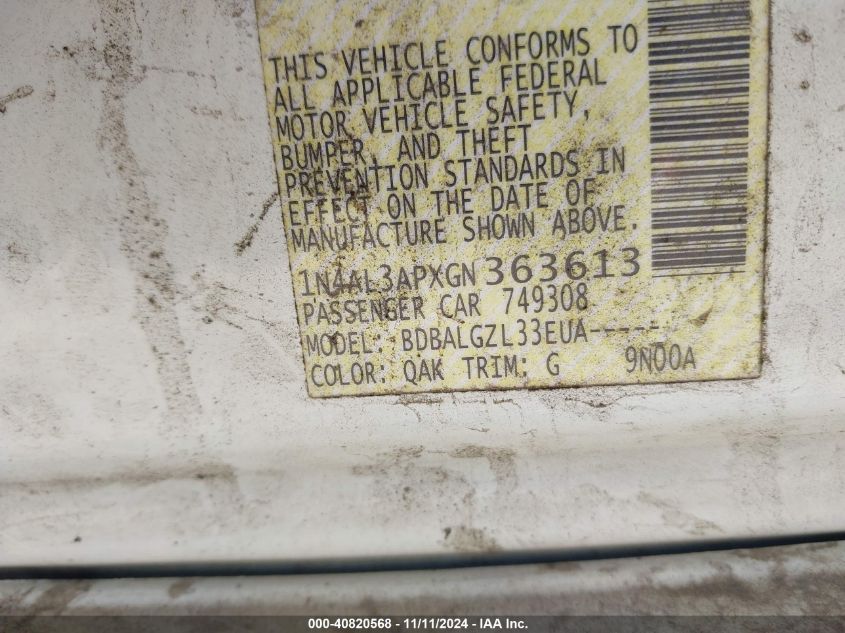 THIS VEHICLE CONFORMS TO
ALL APPLICABLE FEDERAL
MOTOR VEHICLE SAFETY,
BUMPER, AND THEFT
PREVENTION STANDARDS IN
EFFECT ON THE DATE OF
MANUFACTURE SHOWN ABOVE.
1N4AL3APXGN363613
PASSENGER CAR 749308
MODEL: BDBALGZL33EUA-----
COLOR: QAK TRIM: G 9N00A
000-40820568 - 11/11/2024 - IAA Inc.